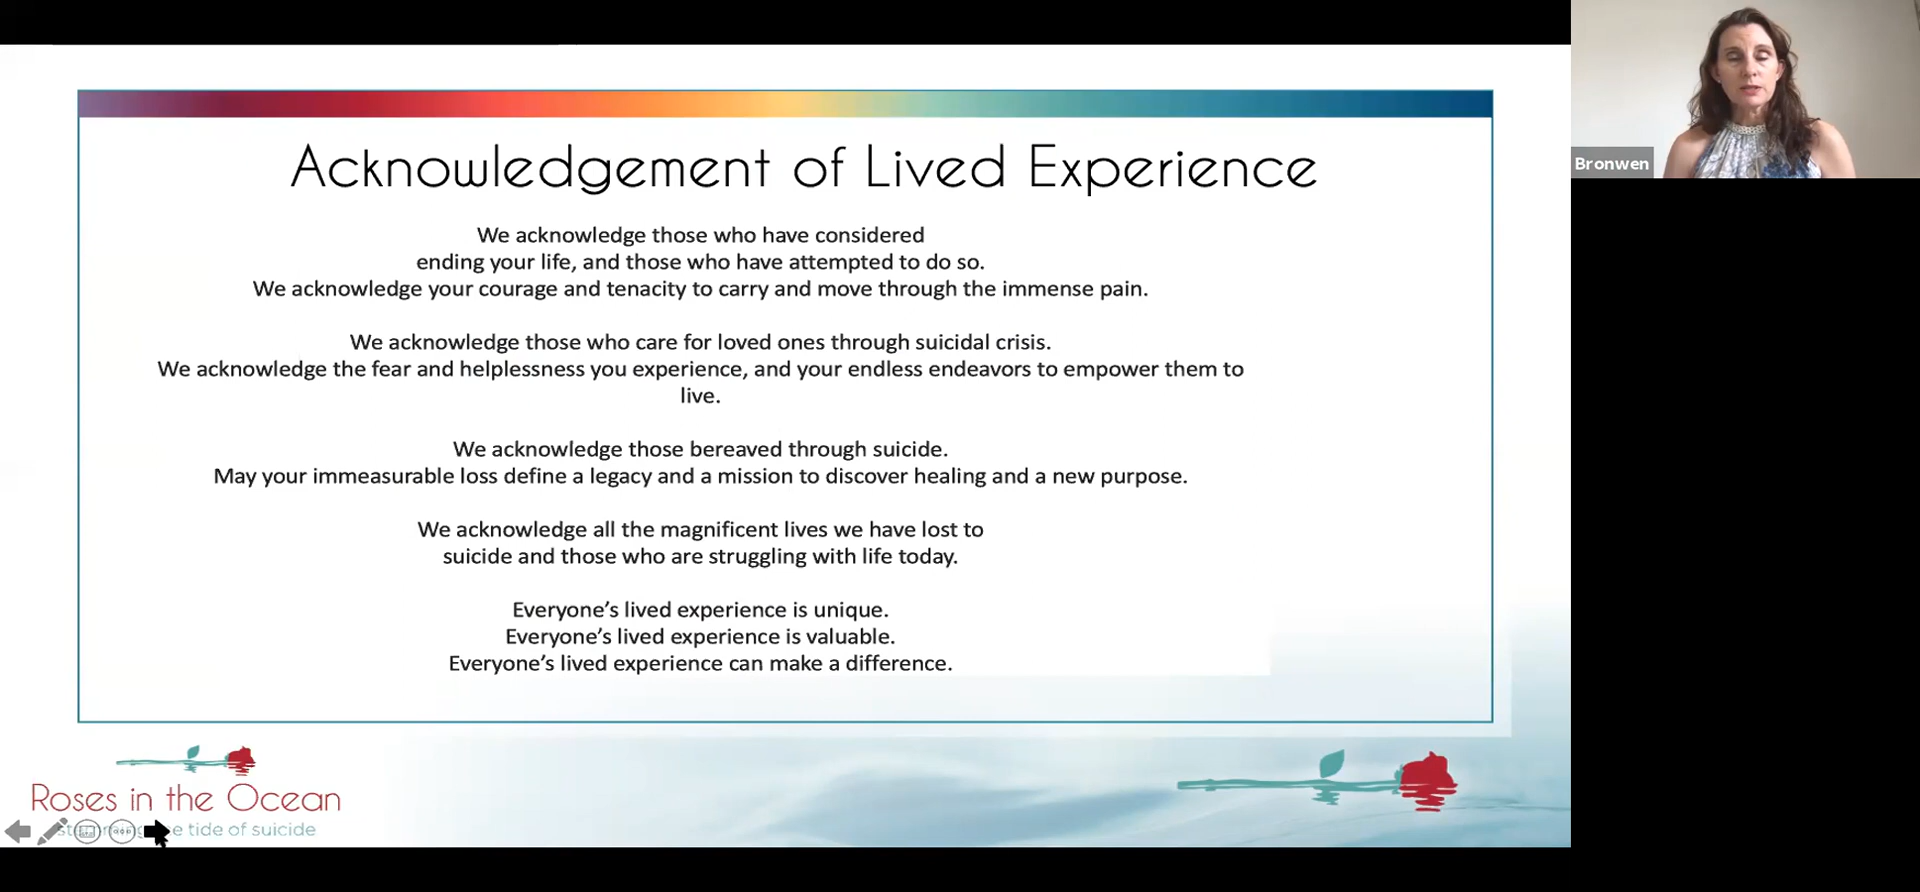 Acknowledgement of Lived Experience
We acknowledge those who have considered
ending your life, and those who have attempted to do so.
We acknowledge your courage and tenacity to carry and move through the immense pain.
We acknowledge those who care for loved ones through suicidal crisis.
We acknowledge the fear and helplessness you experience, and your endless endeavors to empower them to
live.
We acknowledge those bereaved through suicide.
May your immeasurable loss define a legacy and a mission to discover healing and a new purpose.
We acknowledge all the magnificent lives we have lost to
suicide and those who are struggling with life today.
Everyone’s lived experience is unique.
Everyone’s lived experience is valuable.
Everyone’s lived experience can make a difference.
Roses in the Ocean
tide of suicide
Bronwen